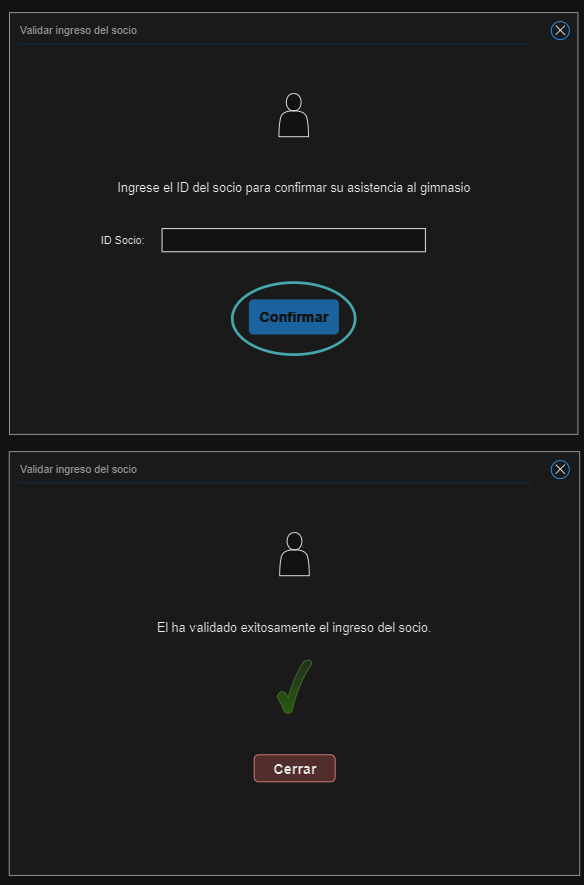 Validar ingreso del socio
Ingrese el ID del socio para confirmar su asistencia al gimnasio
ID Socio:
Confirmar
Validar ingreso del socio
El ha validado exitosamente el ingreso del socio.
Cerrar